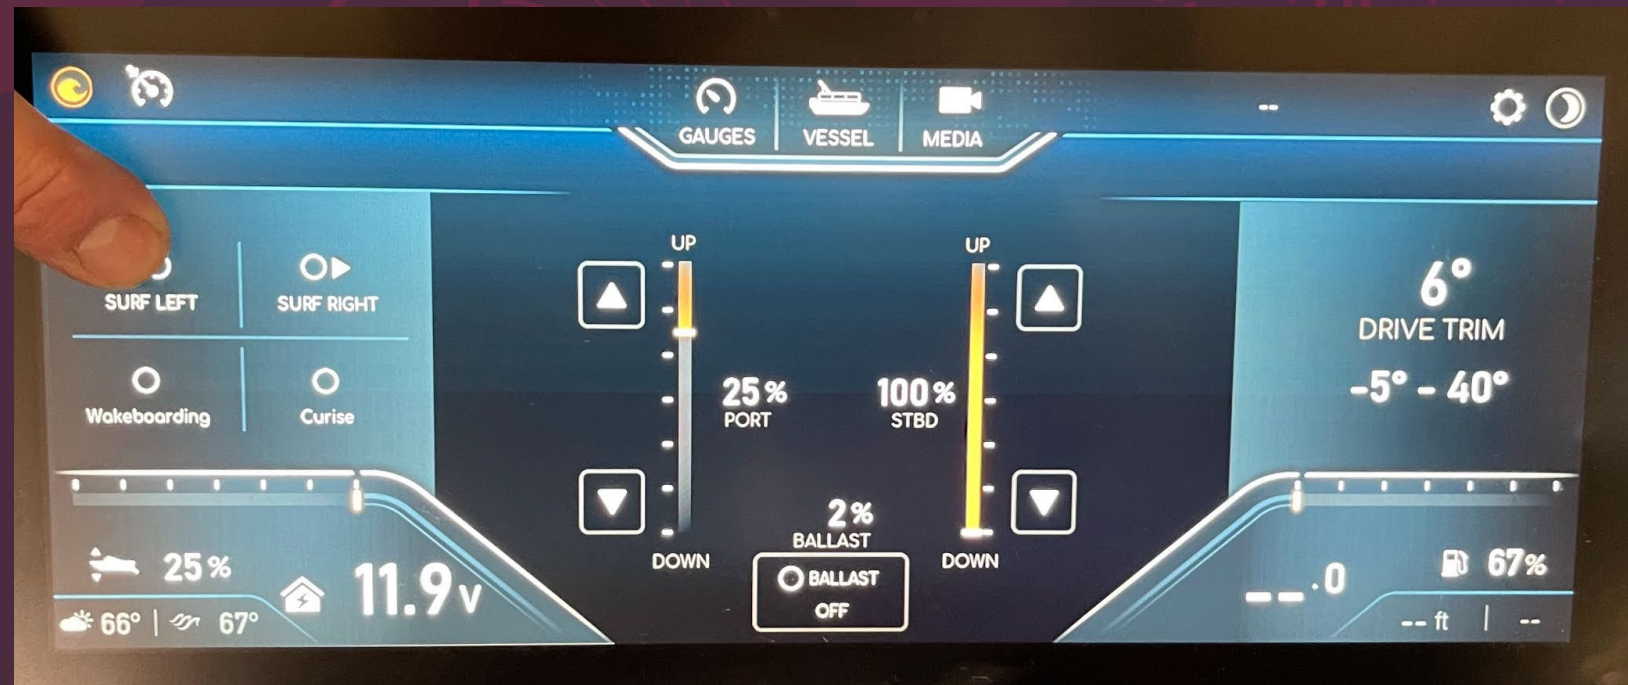 GAUGES VESSEL MEDIA
--
SURF LEFT SURF RIGHT
Wakeboarding Curise
UP UP
25% PORT
100% STBD
DOWN DOWN
2%
BALLAST
BALLAST
OFF
6°
DRIVE TRIM
-5° - 40°
25%
11.9V
66° | 67°
--.0
67%
-- ft | --